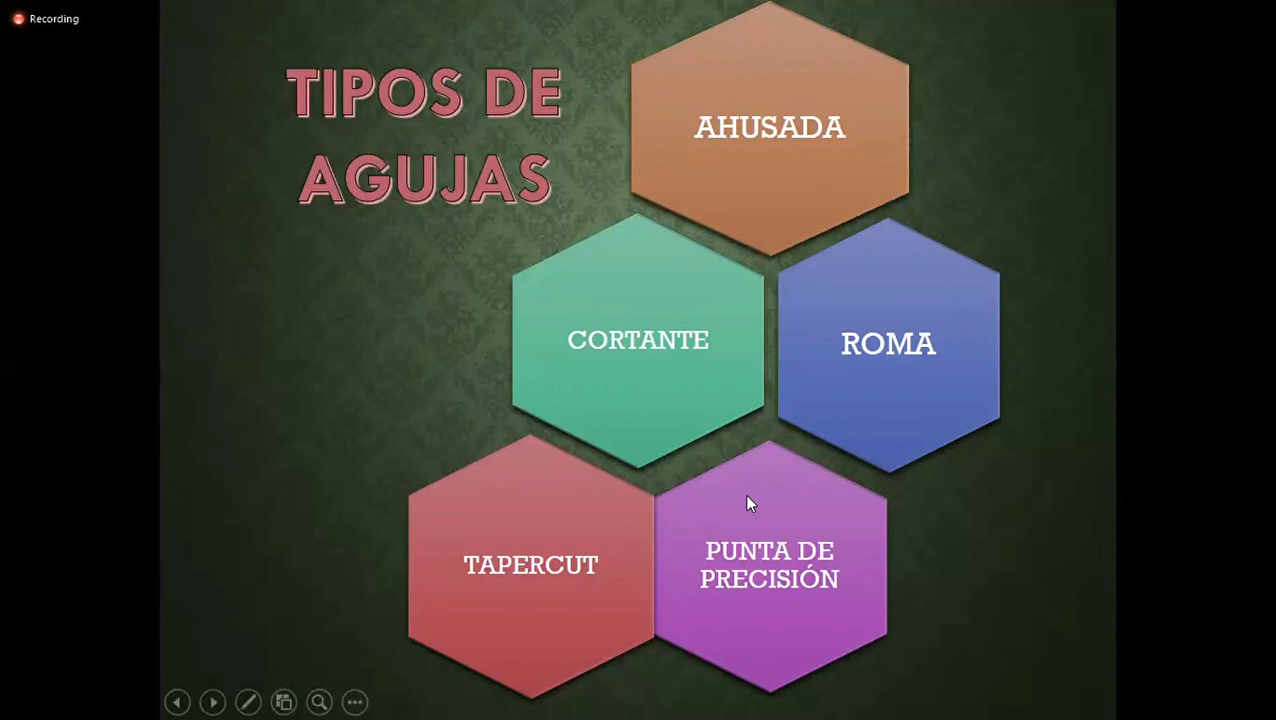 Recording
TIPOS DE
AGUJAS
AHUSADA
CORTANTE
ROMA
TAPERCUT
PUNTA DE
PRECISIÓN